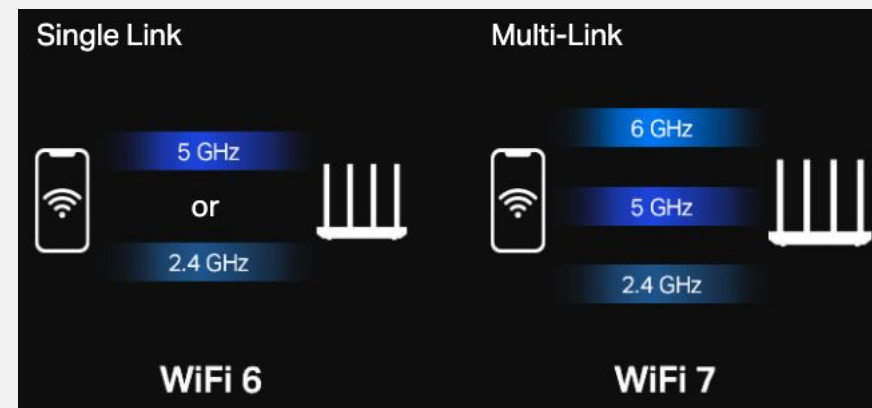 Single Link
5 GHz
or
2.4 GHz
WiFi 6
Multi-Link
6 GHz
5 GHz
2.4 GHz
WiFi 7